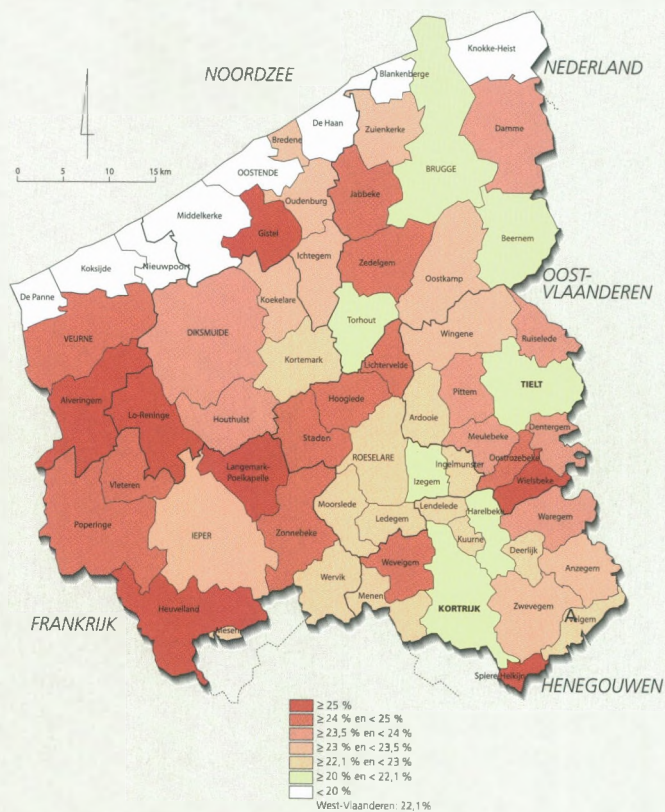 Knokke-Heist
NOORDZEE
NEDERLAND
Blankenberge
De Haan
Zuienkerke
Damme
Bredene
0 5 10 15 km
OOSTENDE
BRUGGE
Jabbeke
Oudenburg
Middelkerke
Gistel
Beernem
Ichtegem
Zedelgem
Koksijde
Nieuwpoort
Oostkamp
OOST-
VLAANDEREN
De Panne
Koekelare
Torhout
VEURNE
DIKSMUIDE
Wingene
Ruiselede
Kortemark
Lichtervelde
TIELT
Alveringem
Lo-Reninge
Hooglede
Pittem
Ardooie
Houthulst
Dentergem
Staden
Meulebeke
ROESELARE
Oostrozebeke
Ingelmunster
Langemark-
Poelkapelle
Vleteren
Izegem
Wielsbeke
Moorslede
Lendelede
Harelbeke
Ledegem
Waregem
Poperinge
IEPER
Zonnebeke
Kuurne
Deerlijk
Wevelgem
Anzegem
Wervik
Menen
Heuvelland
KORTRIJK
Zwevegem
A
FRANKRIJK
Mesen
Spiere-Helkijn
HENEGOUWEN
≥ 25 %
≥ 24 % en < 25 %
≥ 23,5 % en < 24 %
≥ 23 % en < 23,5 %
≥ 22,1 % en < 23 %
≥ 20 % en < 22,1 %
< 20 %
West-Vlaanderen: 22,1%